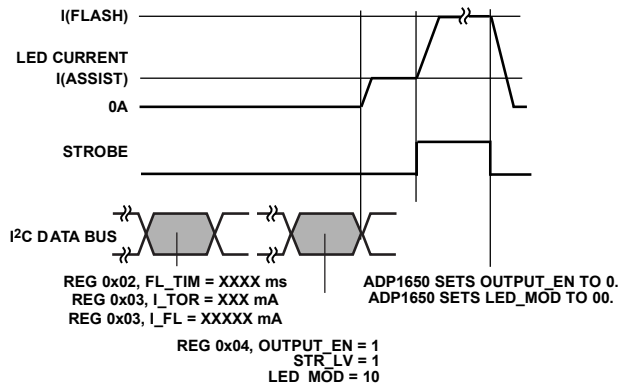 I(FLASH)
LED CURRENT
I(ASSIST)
0A
STROBE
I2C DATA BUS
REG 0x02, FL_TIM = XXXX ms
REG 0x03, I_TOR = XXX mA
REG 0x03, I_FL = XXXXX mA
ADP1650 SETS OUTPUT_EN TO 0.
ADP1650 SETS LED_MOD TO 00.
REG 0x04, OUTPUT_EN = 1
STR_LV = 1
LED_MOD = 10